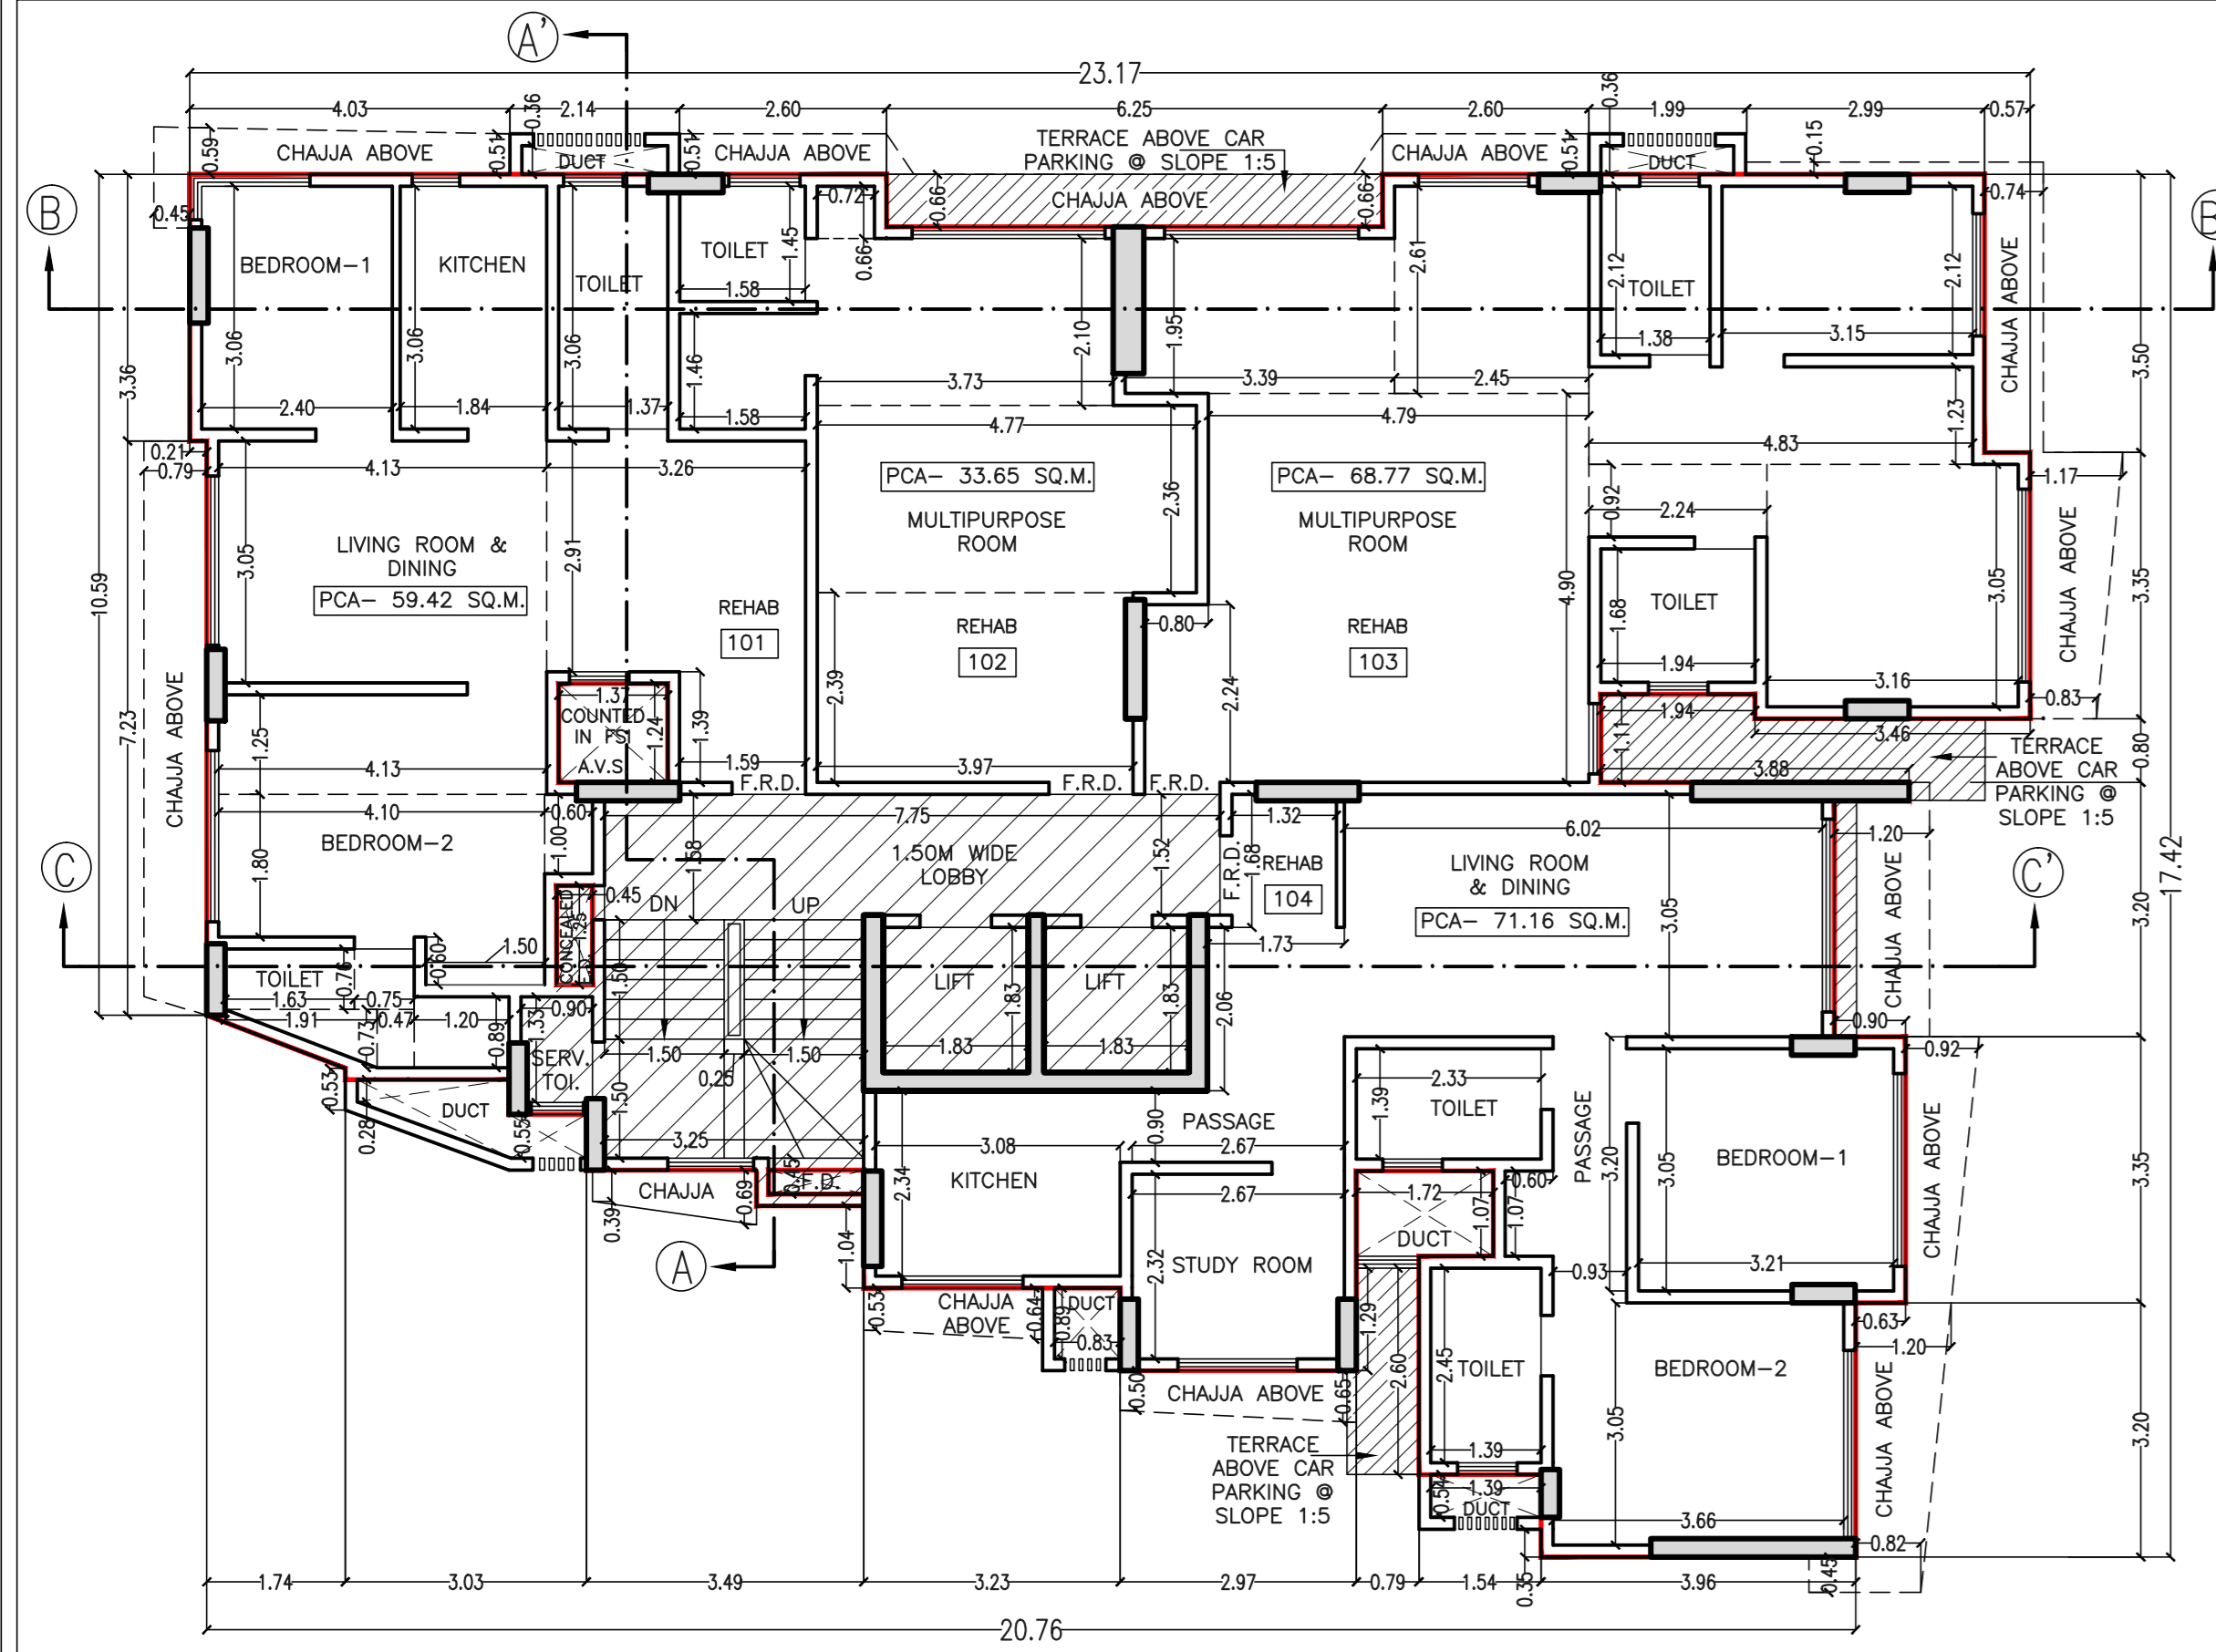 A'
23.17
4.03
0.36
2.14
2.60
6.25
2.60
0.36
1.99
2.99
0.57
0.59
CHAJJA ABOVE
0.51
DUCT
0.51
CHAJJA ABOVE
TERRACE ABOVE CAR
PARKING @ SLOPE 1:5
CHAJJA ABOVE
CHAJJA ABOVE
0.51
DUCT
0.15
B
0.45
0.72
0.66
0.66
0.74
BEDROOM-1
KITCHEN
TOILET
TOILET
1.45
0.66
2.61
2.12
TOILET
2.12
CHAJJA ABOVE
1.58
3.06
3.06
3.06
1.46
2.10
1.95
1.38
3.15
3.36
2.40
1.84
1.37
1.58
3.73
3.39
2.45
1.23
3.50
4.77
4.79
4.83
0.21
0.79
4.13
3.26
PCA- 33.65 SQ.M.
PCA- 68.77 SQ.M.
1.17
2.36
0.92
2.24
MULTIPURPOSE
ROOM
MULTIPURPOSE
ROOM
LIVING ROOM &
DINING
PCA- 59.42 SQ.M.
3.05
2.91
10.59
4.90
TOILET
1.68
3.05
CHAJJA ABOVE
3.35
REHAB
101
REHAB
102
REHAB
103
0.80
1.94
3.16
0.83
CHAJJA ABOVE
7.23
1.37
COUNTED
IN FSI
A.V.S
1.24
1.39
2.39
2.24
1.94
1.11
3.46
TERRACE
ABOVE CAR
PARKING @
SLOPE 1:5
0.80
1.25
4.13
1.59
F.R.D.
3.97
F.R.D.
F.R.D.
3.88
4.10
0.60
7.75
1.32
6.02
1.20
BEDROOM-2
1.80
1.00
1.58
1.50M WIDE
LOBBY
1.52
F.R.D.
1.68
REHAB
104
LIVING ROOM
& DINING
PCA- 71.16 SQ.M.
3.05
CHAJJA ABOVE
C
C'
17.42
3.20
CONCEALED
0.45
1.25
DN
UP
1.73
0.60
1.50
1.50
TOILET
0.76
LIFT
LIFT
1.83
1.83
2.06
1.63
0.75
1.91
0.47
1.20
0.73
0.89
0.90
1.33
SERV.
TOI.
1.50
1.50
0.25
1.83
1.83
0.90
0.92
0.53
0.28
DUCT
0.55
1.50
3.25
0.90
PASSAGE
2.67
1.39
2.33
TOILET
PASSAGE
3.20
3.05
BEDROOM-1
CHAJJA ABOVE
3.35
3.08
KITCHEN
2.34
2.67
0.60
CHAJJA
0.39
0.69
0.45
1.04
1.72
1.07
1.07
DUCT
A
2.32
STUDY ROOM
0.93
3.21
0.53
CHAJJA
ABOVE
0.64
0.89
DUCT
0.83
1.29
0.63
1.20
2.60
2.45
TOILET
BEDROOM-2
0.50
CHAJJA ABOVE
0.65
3.05
CHAJJA ABOVE
3.20
TERRACE
ABOVE CAR
PARKING @
SLOPE 1:5
1.39
0.54
1.39
DUCT
3.66
0.82
0.35
0.45
1.74
3.03
3.49
3.23
2.97
0.79
1.54
3.96
20.76